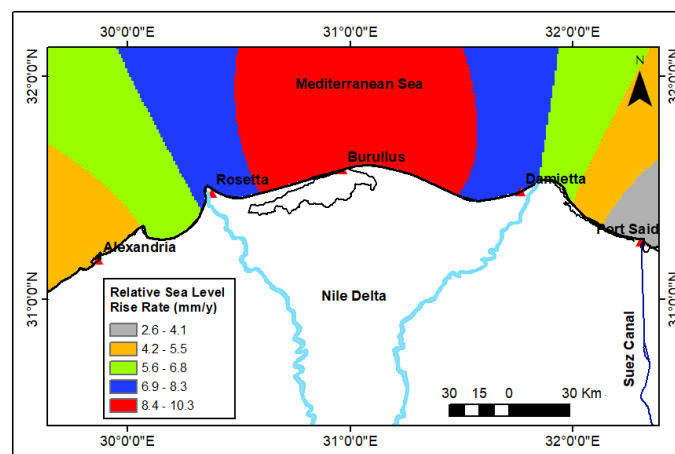 30°0'0"E 31°0'0"E 32°0'0"E
32°0'0"N
32°0'0"N
N
Mediterranean Sea
Burullus
Rosetta
Damietta
Port Said
Alexandria
31°0'0"N
31°0'0"N
Nile Delta
Suez Canal
Relative Sea Level
Rise Rate (mm/y)
2.6 - 4.1
4.2 - 5.5
5.6 - 6.8
6.9 - 8.3
8.4 - 10.3
30 15 0 30 Km
30°0'0"E 31°0'0"E 32°0'0"E